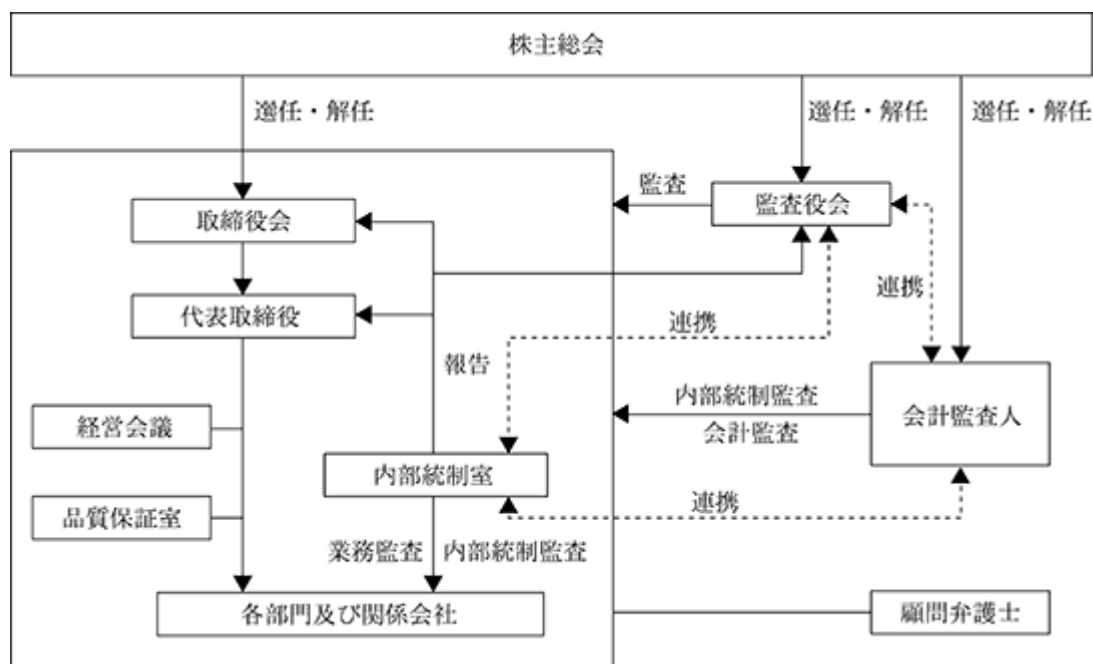 株主総会
選任・解任
選任・解任
選任・解任
監査
監査役会
取締役会
連携
代表取締役
連携
報告
内部統制監査
会計監査
会計監査人
経営会議
内部統制室
連携
品質保証室
業務監査
内部統制監査
各部門及び関係会社
顧問弁護士